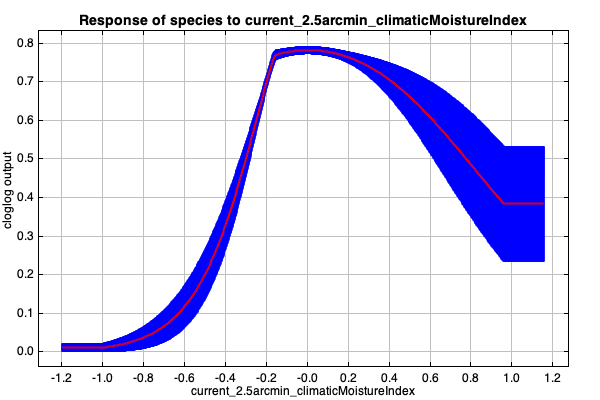 Response of species to current_2.5arcmin_climaticMoistureIndex
0.8
0.7
0.6
0.5
0.4
0.3
0.2
0.1
0.0
cloglog output
-1.2 -1.0 -0.8 -0.6 -0.4 -0.2 0.0 0.2 0.4 0.6 0.8 1.0 1.2
current_2.5arcmin_climaticMoistureIndex